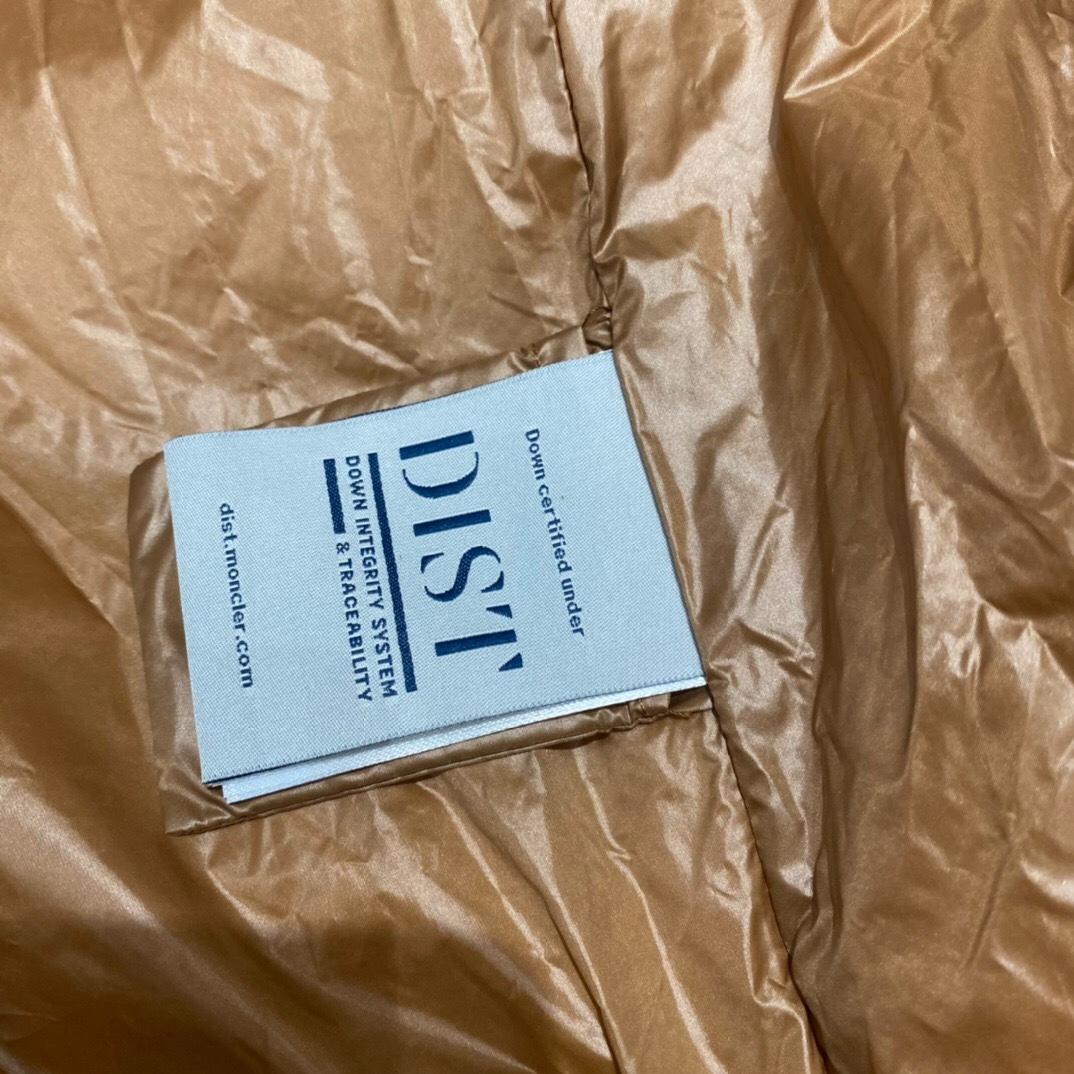 Down certified under
DIST
DOWN INTEGRITY SYSTEM
& TRACEABILITY
dist.moncler.com